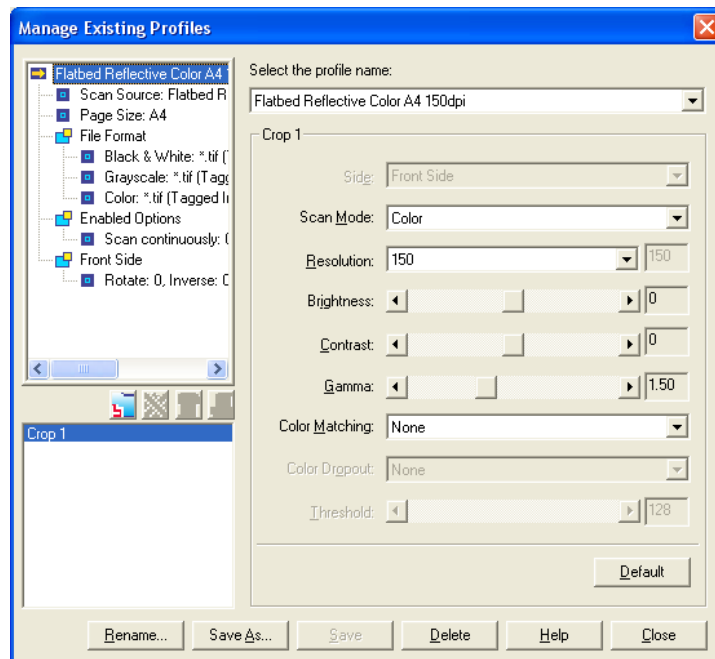 Manage Existing Profiles
Flatbed Reflective Color A4
Scan Source: Flatbed R
Page Size: A4
File Format
Black & White: *.tif (
Grayscale: *.tif (Tagg
Color: *.tif (Tagged I
Enabled Options
Scan continuously: (
Front Side
Rotate: 0, Inverse: 0
Crop 1
Select the profile name:
Flatbed Reflective Color A4 150dpi
Crop 1
Side: Front Side
Scan Mode: Color
Resolution: 150 150
Brightness: 0
Contrast: 0
Gamma: 1.50
Color Matching: None
Color Dropout: None
Threshold: 128
Default
Rename... Save As... Save Delete Help Close